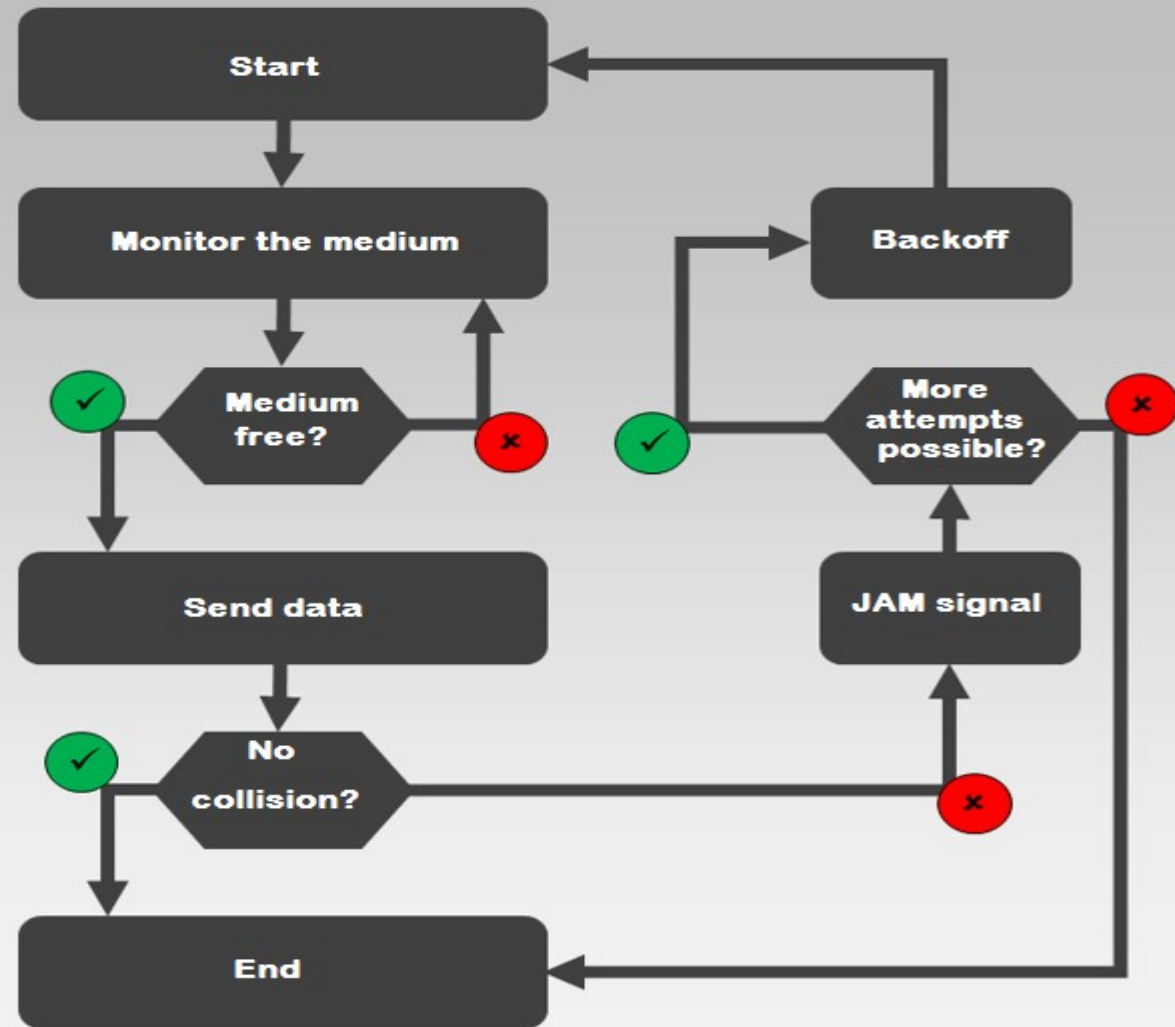 Start
Monitor the medium
Backoff
Medium
free?
More
attempts
possible?
Send data
JAM signal
No
collision?
End